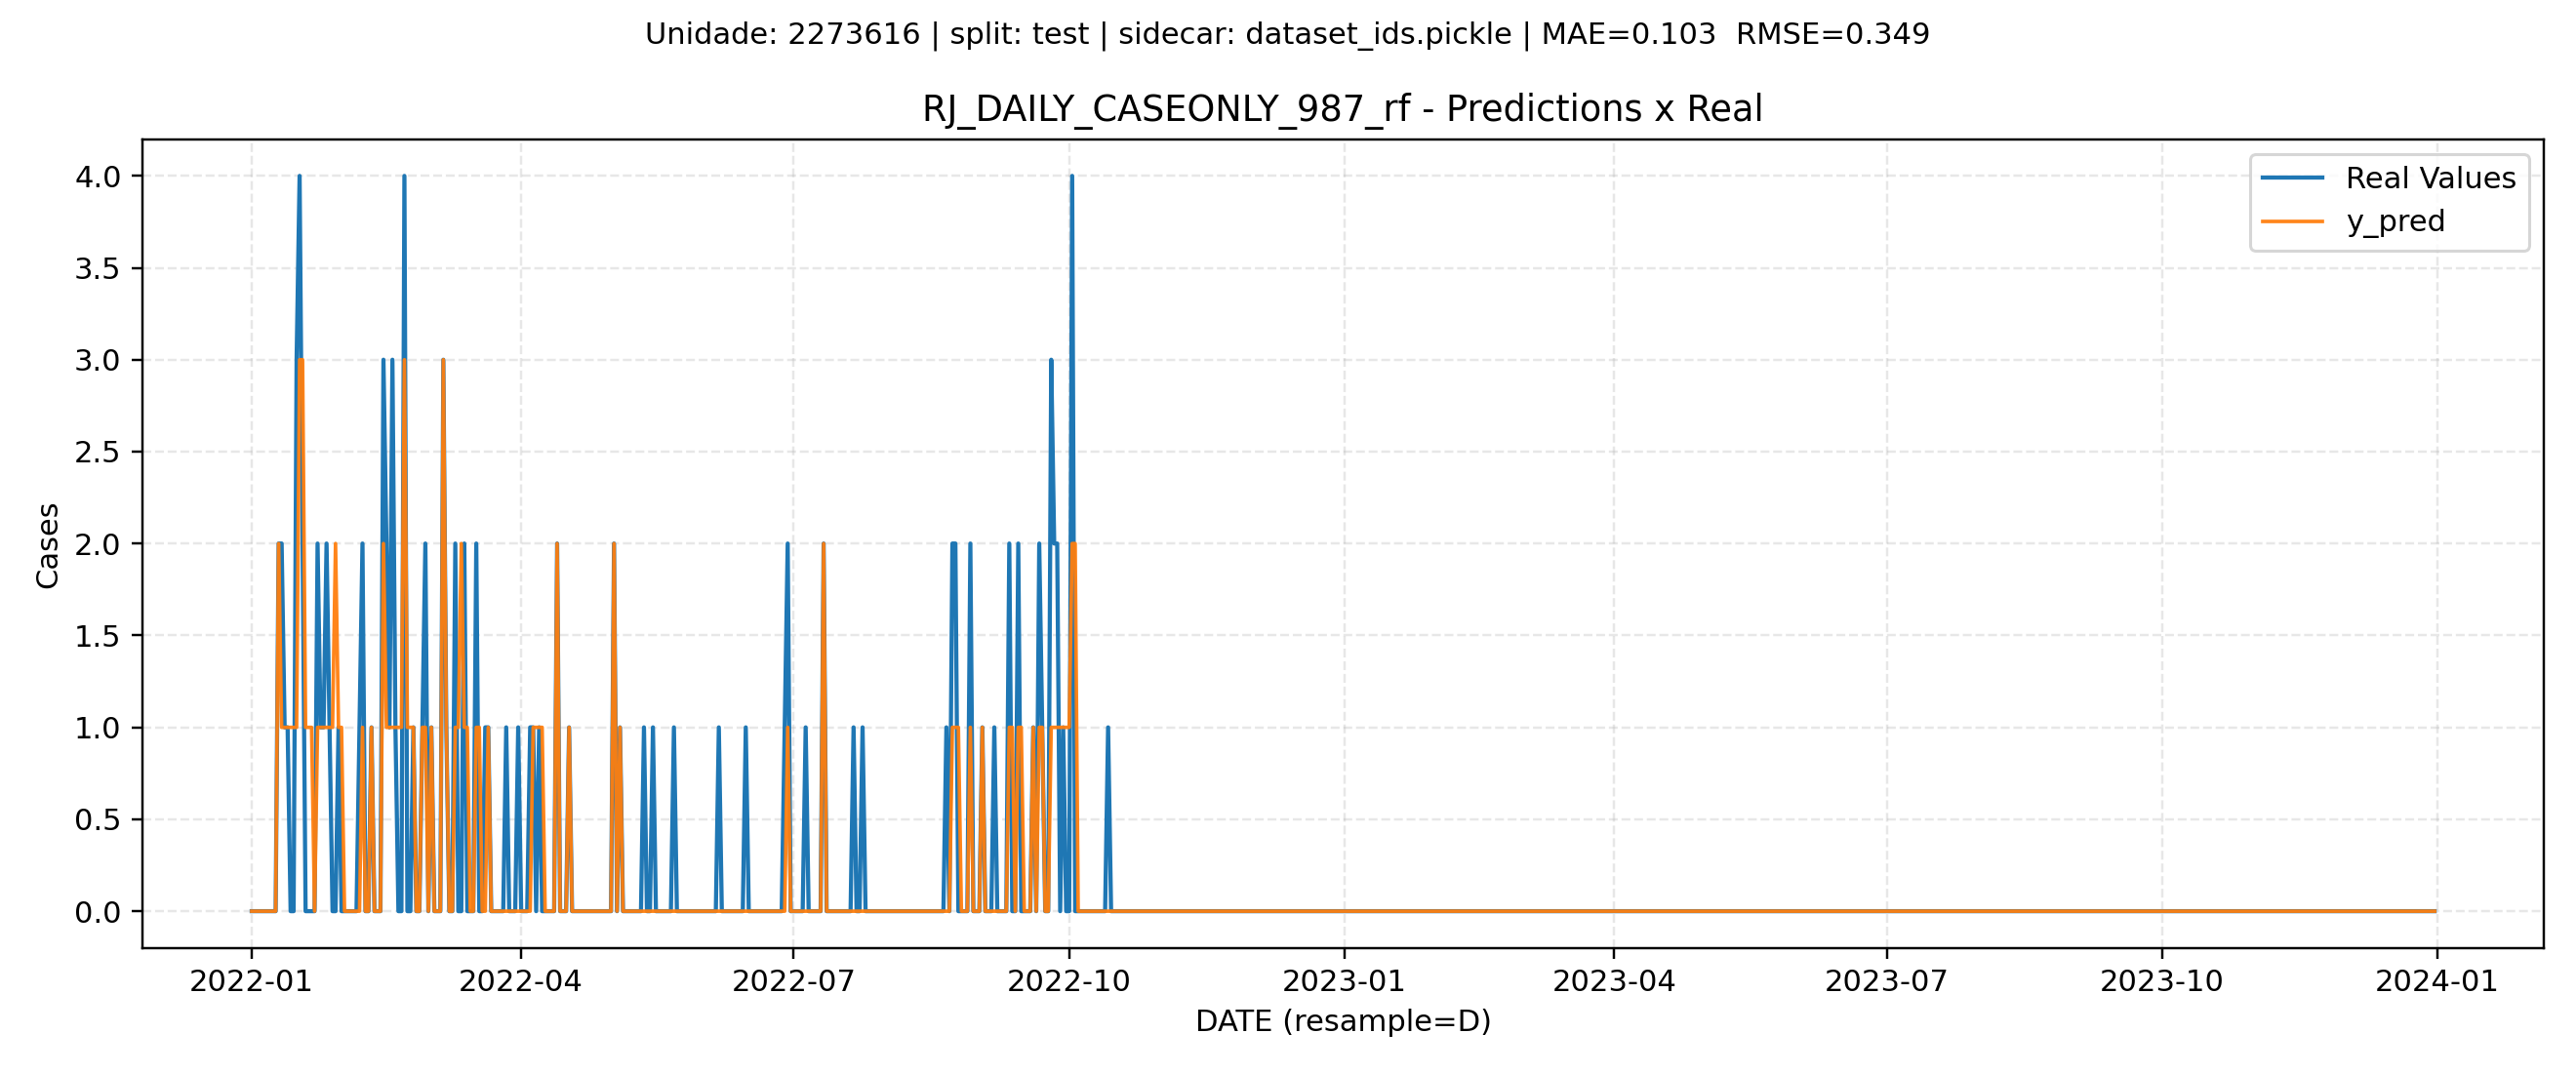 Unidade: 2273616 | split: test | sidecar: dataset_ids.pickle | MAE=0.103  RMSE=0.349
RJ_DAILY_CASEONLY_987_rf - Predictions x Real
Real Values
y_pred
Cases
4.0
3.5
3.0
2.5
2.0
1.5
1.0
0.5
0.0
2022-01 2022-04 2022-07 2022-10 2023-01 2023-04 2023-07 2023-10 2024-01
DATE (resample=D)